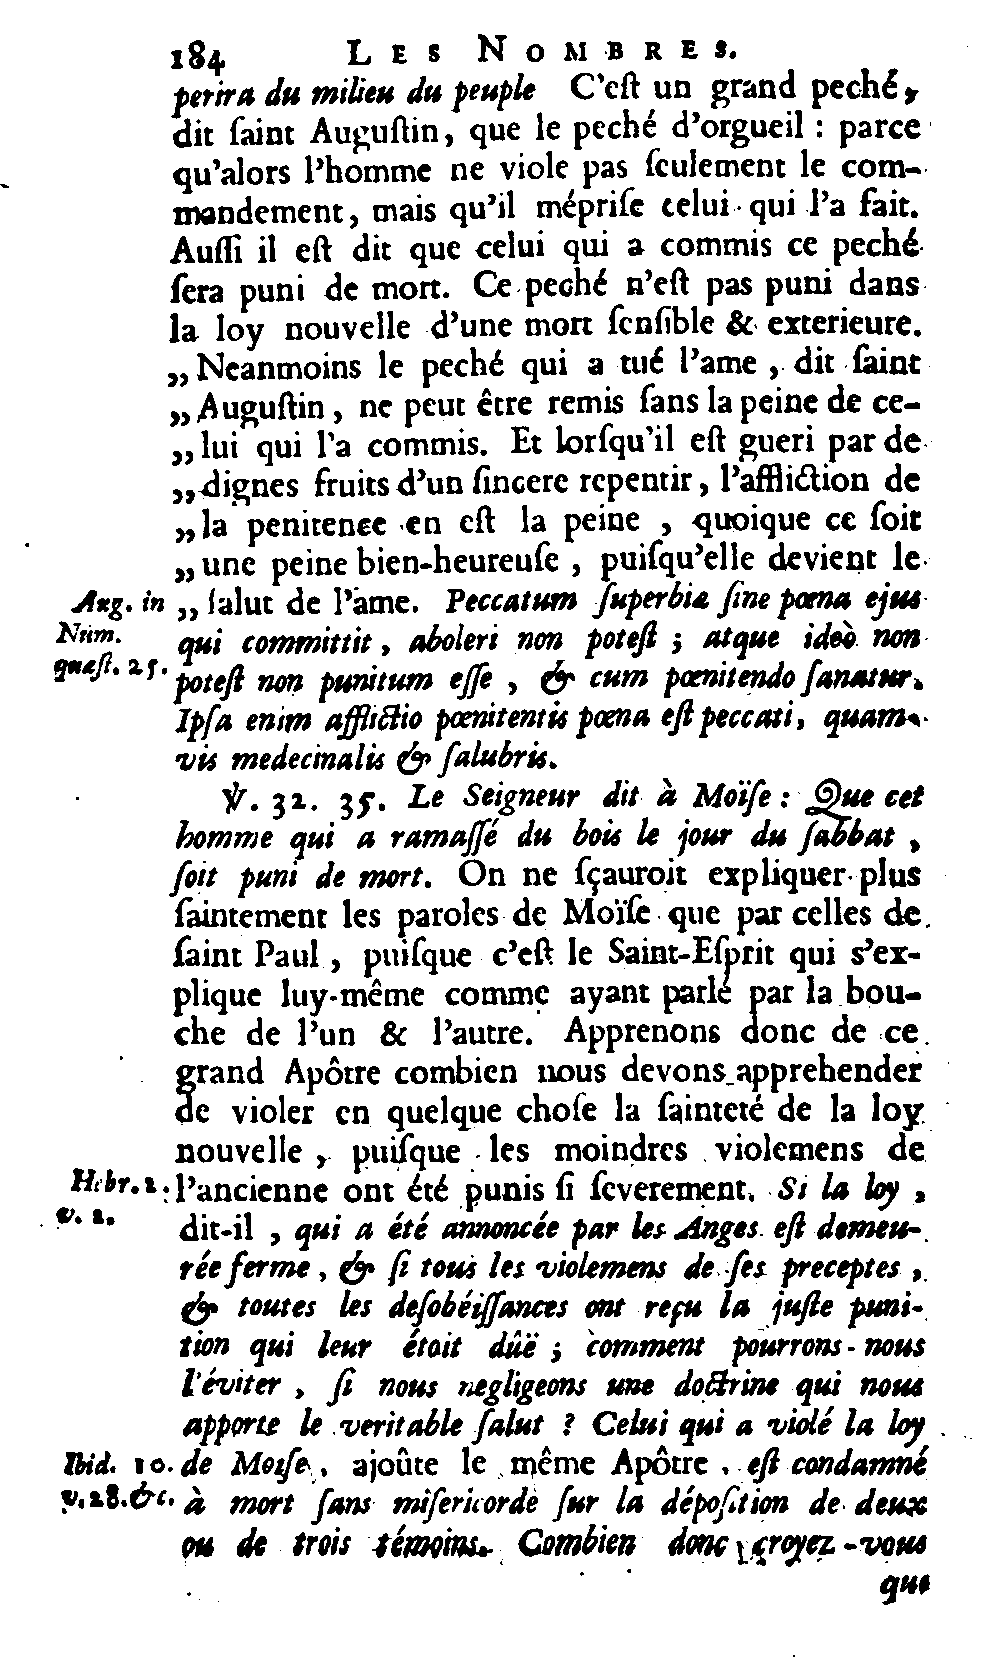 184 LES NOMBRES.
perira du milieu du peuple C'eſt un grand peché,
dit ſaint Auguſtin, que le peché d'orgueil : parce
qu'alors l'homme ne viole pas ſeulement le com-
mandement, mais qu'il mépriſe celui qui l'a fait.
Auſſi il eſt dit que celui qui a commis ce peché
ſera puni de mort. Ce peché n'eſt pas puni dans
la loy nouvelle d'une mort ſenſible & exterieure.
„ Neanmoins le peché qui a tué l'ame, dit ſaint
„ Auguſtin, ne peut être remis ſans la peine de ce-
„ lui qui l'a commis. Et lorſqu'il eſt gueri par de
„ dignes fruits d'un ſincere repentir, l'affliction de
„ la penitence en eſt la peine, quoique ce ſoit
„ une peine bien-heureuſe, puiſqu'elle devient le
Aug. in „ ſalut de l'ame. Peccatum ſuperbiæ ſine pœna ejus
Num. qui committit, aboleri non poteſt ; atque ideò non
quæſt. 25. poteſt non punitum eſſe, & cum pœnitendo ſanatur.
Ipſa enim afflictio pœnitentis pœna eſt peccati, quam-
vis medecinalis & ſalubris.
℣. 32. 35. Le Seigneur dit à Moïſe : Que cet
homme qui a ramaſſé du bois le jour du ſabbat,
ſoit puni de mort. On ne ſçauroit expliquer plus
ſaintement les paroles de Moïſe que par celles de
ſaint Paul, puiſque c'eſt le Saint-Eſprit qui s'ex-
plique luy-même comme ayant parlé par la bou-
che de l'un & l'autre. Apprenons donc de ce
grand Apôtre combien nous devons apprehender
de violer en quelque choſe la ſainteté de la loy
nouvelle, puiſque les moindres violemens de
Hebr. 2. l'ancienne ont été punis ſi ſeverement. Si la loy,
v. 2. dit-il, qui a été annoncée par les Anges eſt demeu-
rée ferme, & ſi tous les violemens de ſes preceptes,
& toutes les deſobéiſſances ont reçu la juſte puni-
tion qui leur étoit dûë ; comment pourrons-nous
l'éviter, ſi nous negligeons une doctrine qui nous
apporte le veritable ſalut ? Celui qui a violé la loy
Ibid. 10. de Moiſe, ajoûte le même Apôtre, eſt condamné
v. 28. &c. à mort ſans miſericorde ſur la dépoſition de deux
ou de trois témoins. Combien donc croyez-vous
que